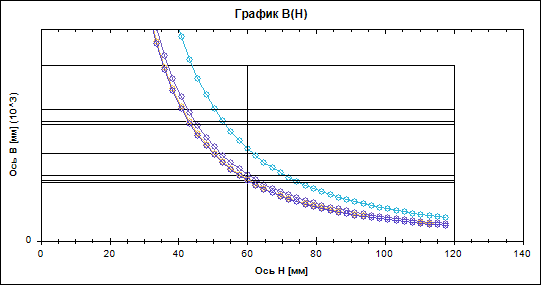 График B(H)
Ось B [мм] (10^3)
0
0 20 40 60 80 100 120 140
Ось H [мм]